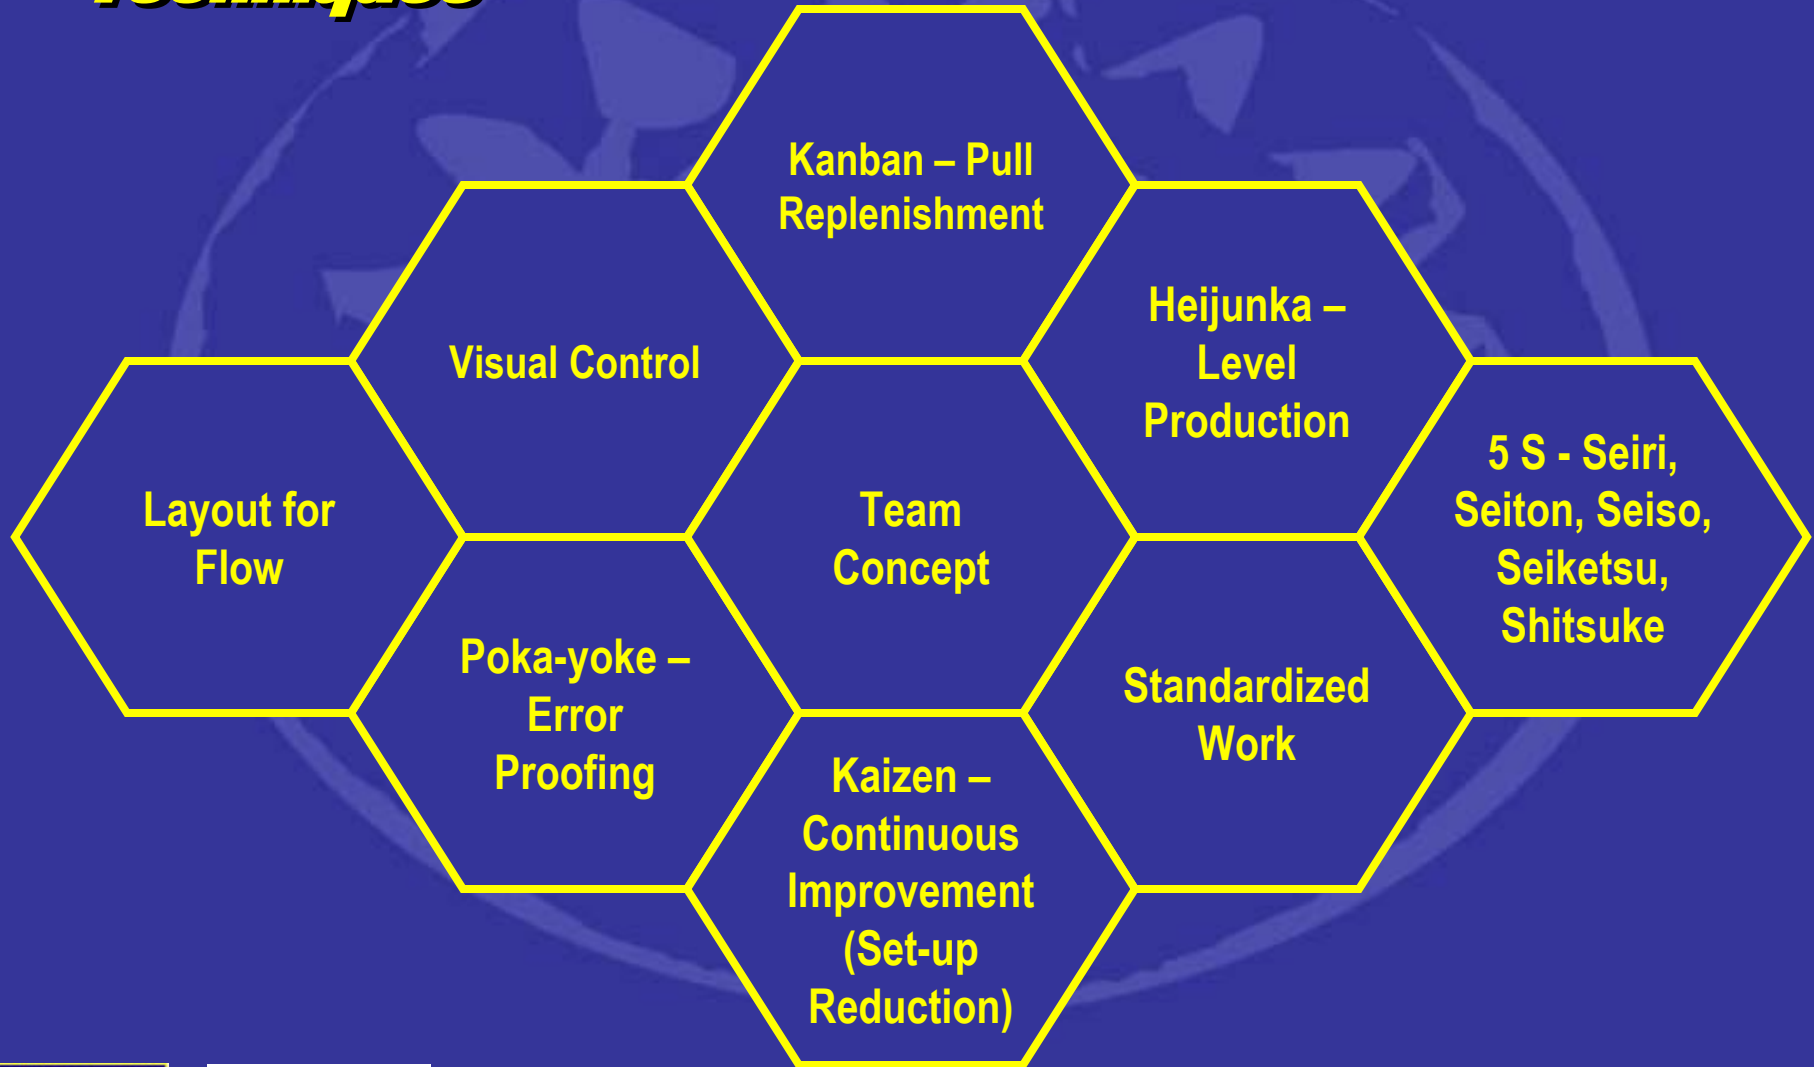 Techniques
Kanban – Pull
Replenishment
Visual Control
Heijunka –
Level
Production
Layout for
Flow
Team
Concept
5 S - Seiri,
Seiton, Seiso,
Seiketsu,
Shitsuke
Poka-yoke –
Error
Proofing
Standardized
Work
Kaizen –
Continuous
Improvement
(Set-up
Reduction)